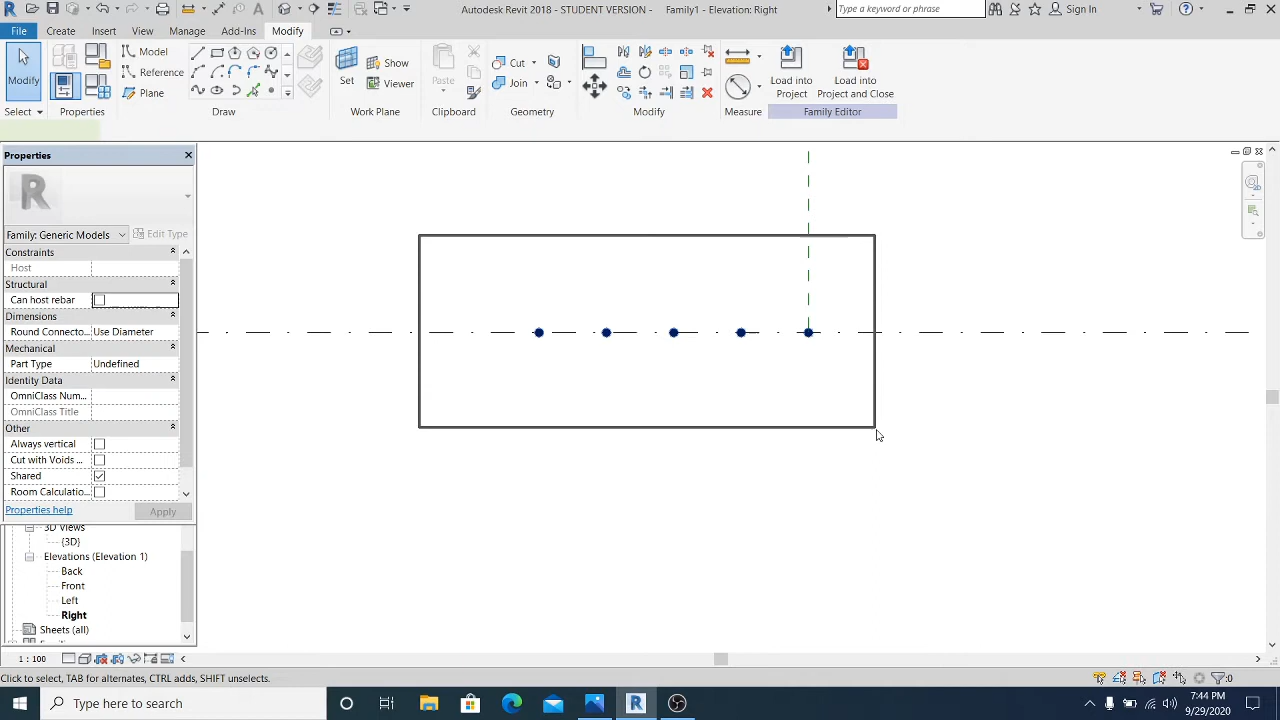 Autodesk Revit 2018 - STUDENT VERSION - Family1 - Elevation: Right
Type a keyword or phrase
Sign In
File Create Insert Annotate View Manage Add-Ins Modify
Modify
Model
Reference
Plane
Set
Show
Viewer
Paste
Cut
Join
Load into
Project
Load into
Project and Close
Select Properties Draw Work Plane Clipboard Geometry Modify Measure Family Editor
Properties
R
Family: Generic Models Edit Type
Constraints
Host
Structural
Can host rebar
Dimensions
Round Connecto... Use Diameter
Mechanical
Part Type Undefined
Identity Data
OmniClass Num...
OmniClass Title
Other
Always vertical
Cut with Voids ...
Shared
Room Calculatio...
Properties help Apply
3D Views
{3D}
Elevations (Elevation 1)
Back
Front
Left
Right
Sheets (all)
1 : 100
Click to select, TAB for alternates, CTRL adds, SHIFT unselects.
:0
Type here to search
7:44 PM
9/29/2020